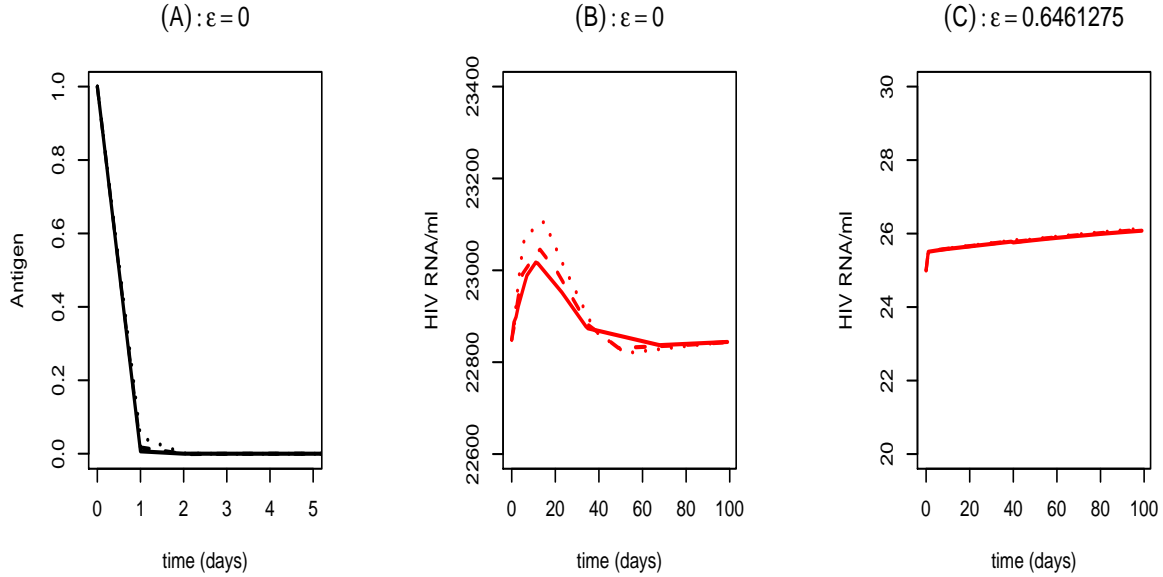 (A) : ε = 0
Antigen
1.0
0.8
0.6
0.4
0.2
0.0
0 1 2 3 4 5
time (days)
(B) : ε = 0
HIV RNA/ml
23400
23200
23000
22800
22600
0 20 40 60 80 100
time (days)
(C) : ε = 0.6461275
HIV RNA/ml
30
28
26
24
22
20
0 20 40 60 80 100
time (days)